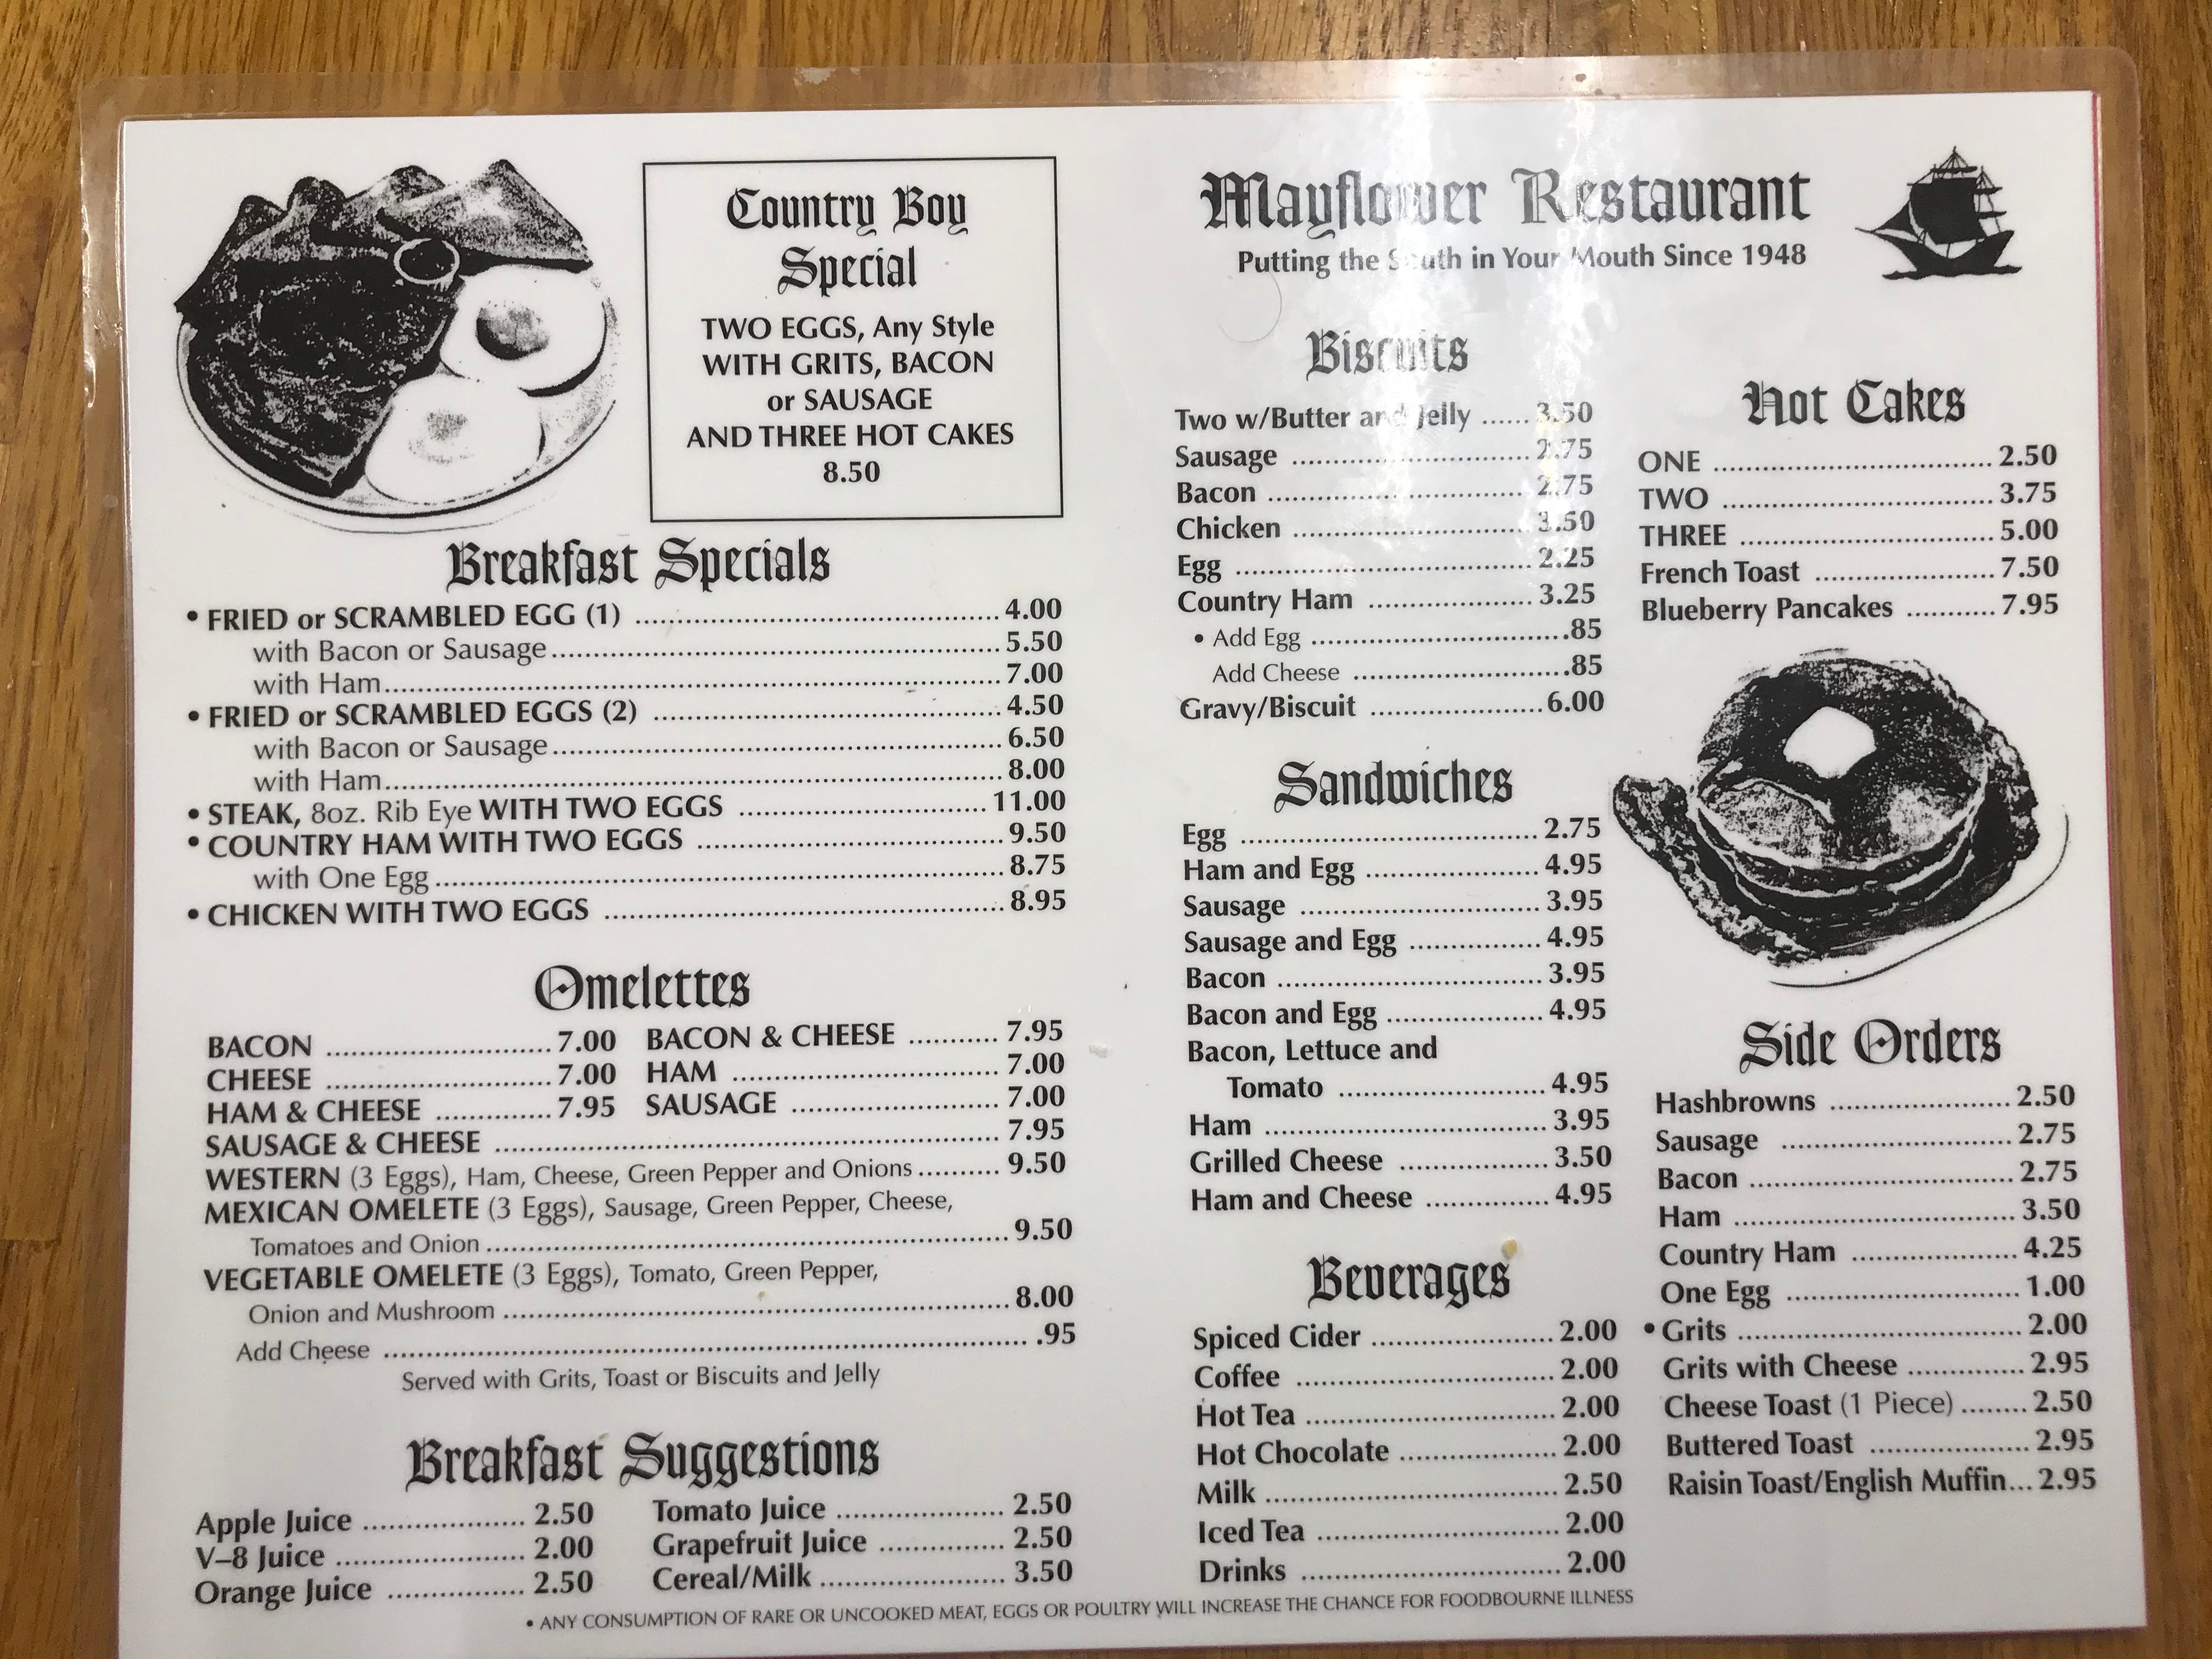 Country Boy
Special
TWO EGGS, Any Style
WITH GRITS, BACON
or SAUSAGE
AND THREE HOT CAKES
8.50
Breakfast Specials
• FRIED or SCRAMBLED EGG (1) ... 4.00
with Bacon or Sausage ... 5.50
with Ham ... 7.00
• FRIED or SCRAMBLED EGGS (2) ... 4.50
with Bacon or Sausage ... 6.50
with Ham ... 8.00
• STEAK, 8oz. Rib Eye WITH TWO EGGS ... 11.00
• COUNTRY HAM WITH TWO EGGS ... 9.50
with One Egg ... 8.75
• CHICKEN WITH TWO EGGS ... 8.95
Omelettes
BACON ... 7.00 BACON & CHEESE ... 7.95
CHEESE ... 7.00 HAM ... 7.00
HAM & CHEESE ... 7.95 SAUSAGE ... 7.00
SAUSAGE & CHEESE ... 7.95
WESTERN (3 Eggs), Ham, Cheese, Green Pepper and Onions ... 9.50
MEXICAN OMELETE (3 Eggs), Sausage, Green Pepper, Cheese,
Tomatoes and Onion ... 9.50
VEGETABLE OMELETE (3 Eggs), Tomato, Green Pepper,
Onion and Mushroom ... 8.00
Add Cheese ... .95
Served with Grits, Toast or Biscuits and Jelly
Breakfast Suggestions
Apple Juice ... 2.50 Tomato Juice ... 2.50
V–8 Juice ... 2.00 Grapefruit Juice ... 2.50
Orange Juice ... 2.50 Cereal/Milk ... 3.50
Mayflower Restaurant
Putting the South in Your Mouth Since 1948
Biscuits
Two w/Butter and Jelly ... 3.50
Sausage ... 2.75
Bacon ... 2.75
Chicken ... 3.50
Egg ... 2.25
Country Ham ... 3.25
• Add Egg ... .85
Add Cheese ... .85
Gravy/Biscuit ... 6.00
Sandwiches
Egg ... 2.75
Ham and Egg ... 4.95
Sausage ... 3.95
Sausage and Egg ... 4.95
Bacon ... 3.95
Bacon and Egg ... 4.95
Bacon, Lettuce and
Tomato ... 4.95
Ham ... 3.95
Grilled Cheese ... 3.50
Ham and Cheese ... 4.95
Beverages
Spiced Cider ... 2.00
Coffee ... 2.00
Hot Tea ... 2.00
Hot Chocolate ... 2.00
Milk ... 2.50
Iced Tea ... 2.00
Drinks ... 2.00
Hot Cakes
ONE ... 2.50
TWO ... 3.75
THREE ... 5.00
French Toast ... 7.50
Blueberry Pancakes ... 7.95
Side Orders
Hashbrowns ... 2.50
Sausage ... 2.75
Bacon ... 2.75
Ham ... 3.50
Country Ham ... 4.25
One Egg ... 1.00
• Grits ... 2.00
Grits with Cheese ... 2.95
Cheese Toast (1 Piece) ... 2.50
Buttered Toast ... 2.95
Raisin Toast/English Muffin... 2.95
• ANY CONSUMPTION OF RARE OR UNCOOKED MEAT, EGGS OR POULTRY WILL INCREASE THE CHANCE FOR FOODBOURNE ILLNESS